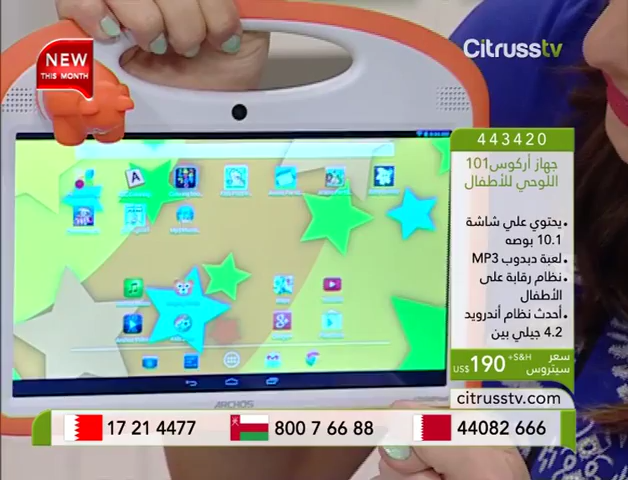 NEW
THIS MONTH
Citrusstv
443420
جهاز أركوس101
اللوحي للأطفال
يحتوي علي شاشة
10.1 بوصه
لعبة دبدوب MP3
نظام رقابة على
الأطفال
أحدث نظام أندرويد
4.2 جيلي بين
سعر
سيتروس
US$ 190 +S&H
citrusstv.com
ARCHOS
17 21 4477
800 7 66 88
44082 666